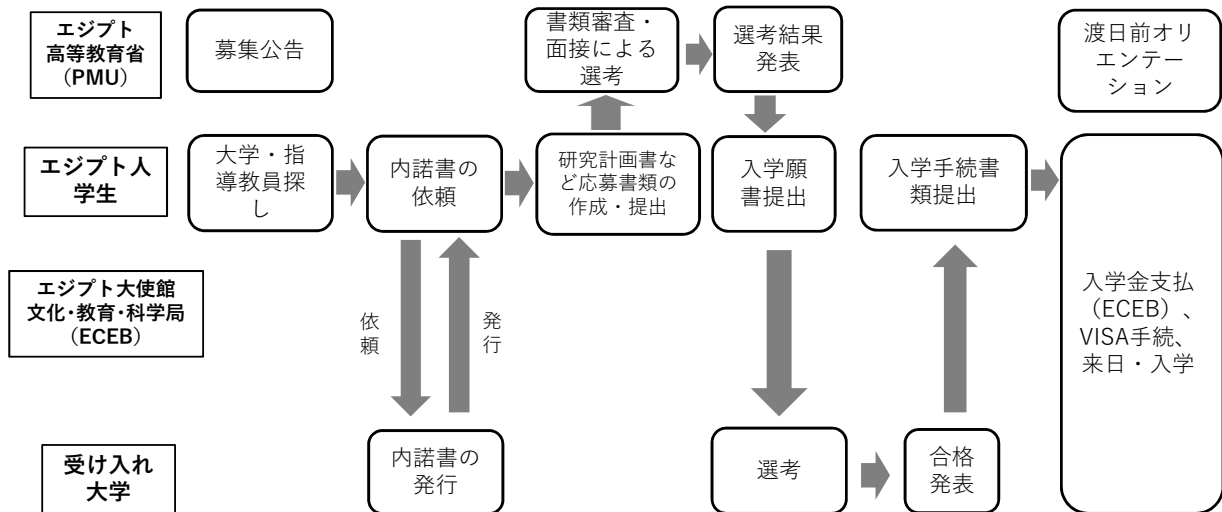 エジプト
高等教育省
（PMU）
募集公告
書類審査・
面接による
選考
選考結果
発表
渡日前オリ
エンテー
ション
エジプト人
学生
大学・指
導教員探
し
内諾書の
依頼
研究計画書な
ど応募書類の
作成・提出
入学願
書提出
入学手続書
類提出
エジプト大使館
文化・教育・科学局
（ECEB）
依
頼
発
行
入学金支払
（ECEB）、
VISA手続、
来日・入学
受け入れ
大学
内諾書の
発行
選考
合格
発表